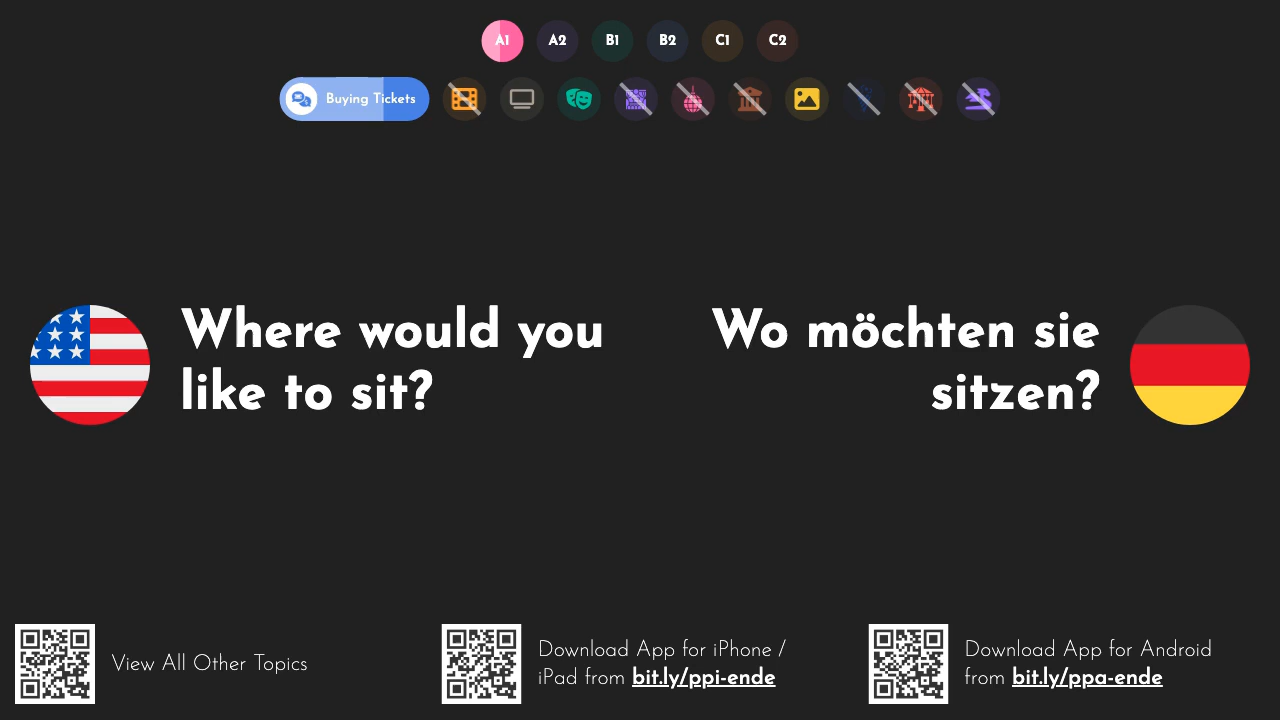 A1 A2 B1 B2 C1 C2
Buying Tickets
Where would you
like to sit?
Wo möchten sie
sitzen?
View All Other Topics
Download App for iPhone /
iPad from bit.ly/ppi-ende
Download App for Android
from bit.ly/ppa-ende